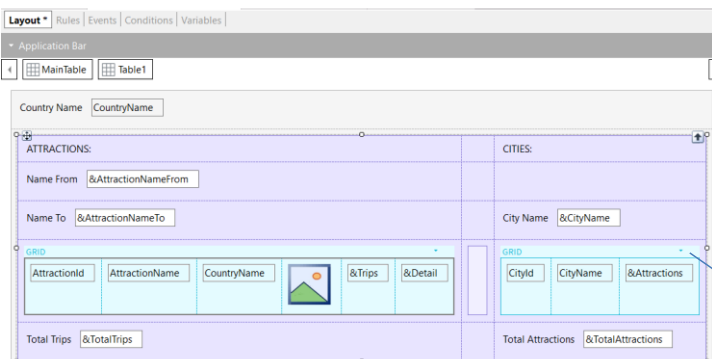 Layout * Rules Events Conditions Variables
Application Bar
MainTable Table1
Country Name CountryName
ATTRACTIONS: CITIES:
Name From &AttractionNameFrom
Name To &AttractionNameTo City Name &CityName
GRID GRID
AttractionId AttractionName CountryName &Trips &Detail CityId CityName &Attractions
Total Trips &TotalTrips Total Attractions &TotalAttractions